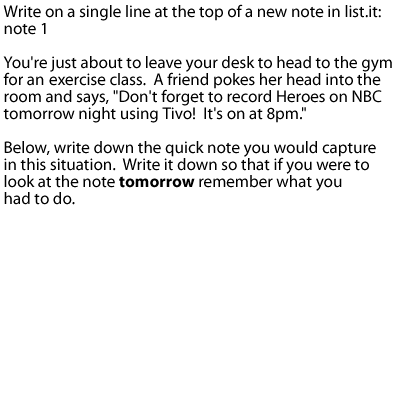 Write on a single line at the top of a new note in list.it:
note 1
You're just about to leave your desk to head to the gym
for an exercise class.  A friend pokes her head into the
room and says, "Don't forget to record Heroes on NBC
tomorrow night using Tivo!  It's on at 8pm."
Below, write down the quick note you would capture
in this situation.  Write it down so that if you were to
look at the note tomorrow remember what you
had to do.